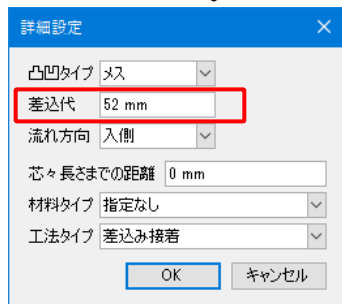 詳細設定
凸凹タイプ メス
差込代 52 mm
流れ方向 入側
芯々長さまでの距離 0 mm
材料タイプ 指定なし
工法タイプ 差込み接着
OK キャンセル